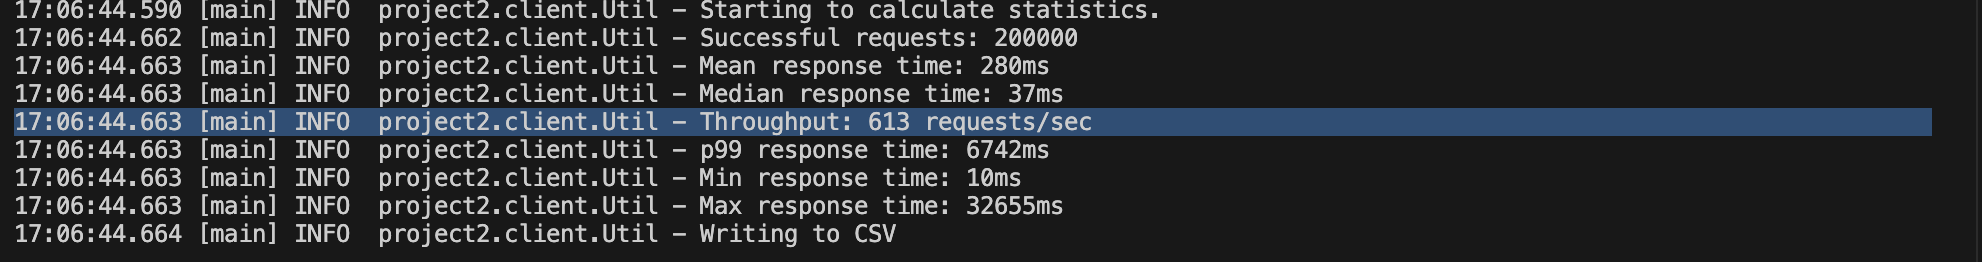 17:06:44.590 [main] INFO  project2.client.Util – Starting to calculate statistics.
17:06:44.662 [main] INFO  project2.client.Util – Successful requests: 200000
17:06:44.663 [main] INFO  project2.client.Util – Mean response time: 280ms
17:06:44.663 [main] INFO  project2.client.Util – Median response time: 37ms
17:06:44.663 [main] INFO  project2.client.Util – Throughput: 613 requests/sec
17:06:44.663 [main] INFO  project2.client.Util – p99 response time: 6742ms
17:06:44.663 [main] INFO  project2.client.Util – Min response time: 10ms
17:06:44.663 [main] INFO  project2.client.Util – Max response time: 32655ms
17:06:44.664 [main] INFO  project2.client.Util – Writing to CSV